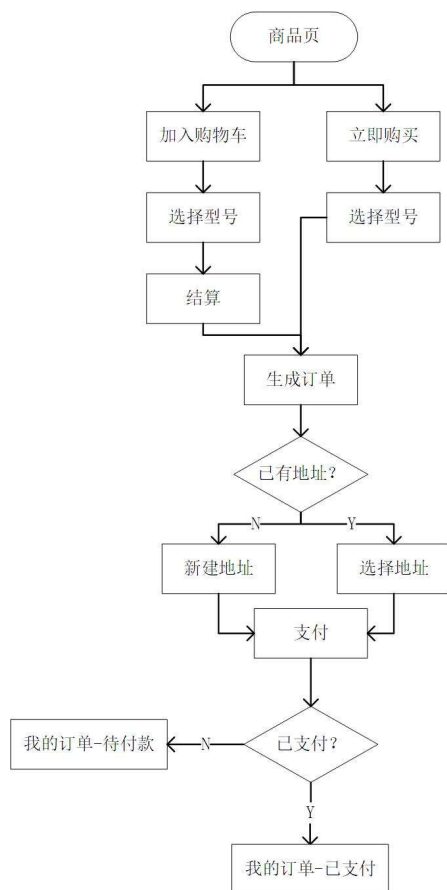 商品页
加入购物车
立即购买
选择型号
选择型号
结算
生成订单
已有地址?
N
Y
新建地址
选择地址
支付
我的订单-待付款
N
已支付?
Y
我的订单-已支付